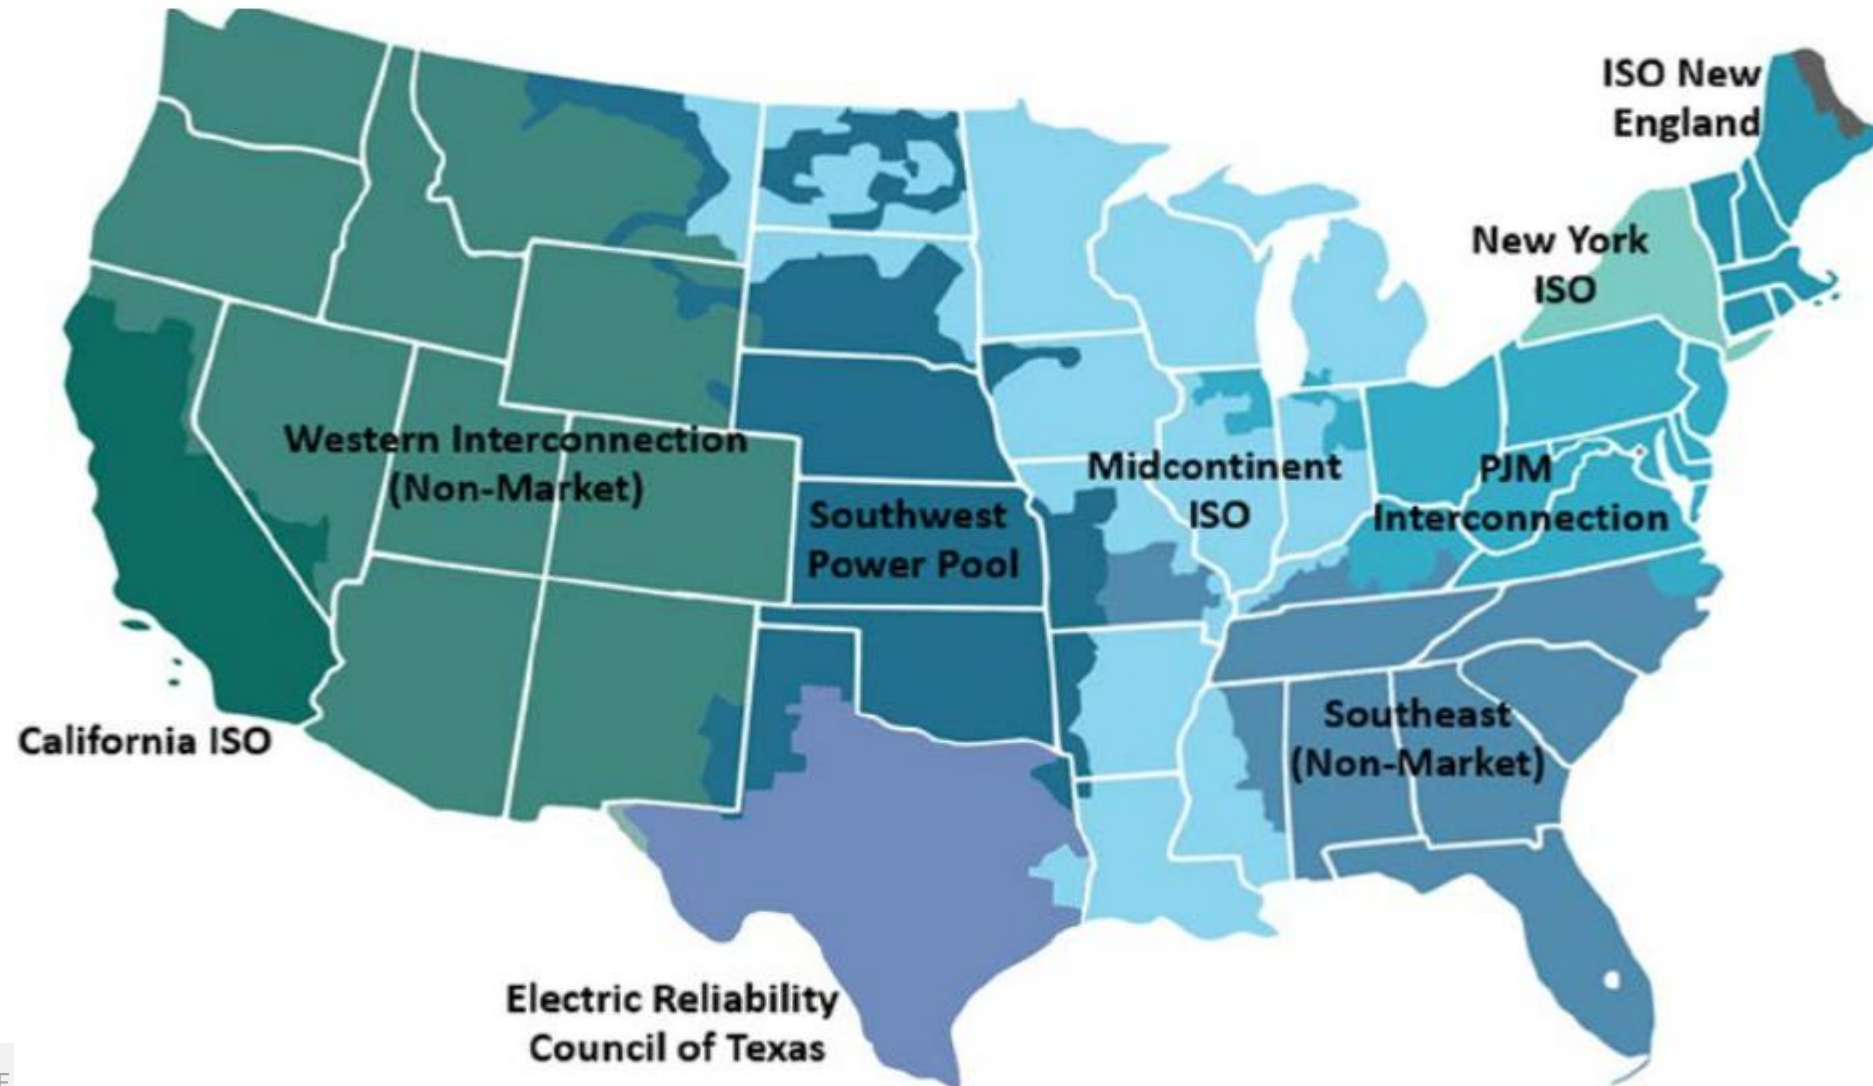 ISO New
England
New York
ISO
Western Interconnection
(Non-Market)
Midcontinent
ISO
PJM
Interconnection
Southwest
Power Pool
Southeast
(Non-Market)
California ISO
Electric Reliability
Council of Texas